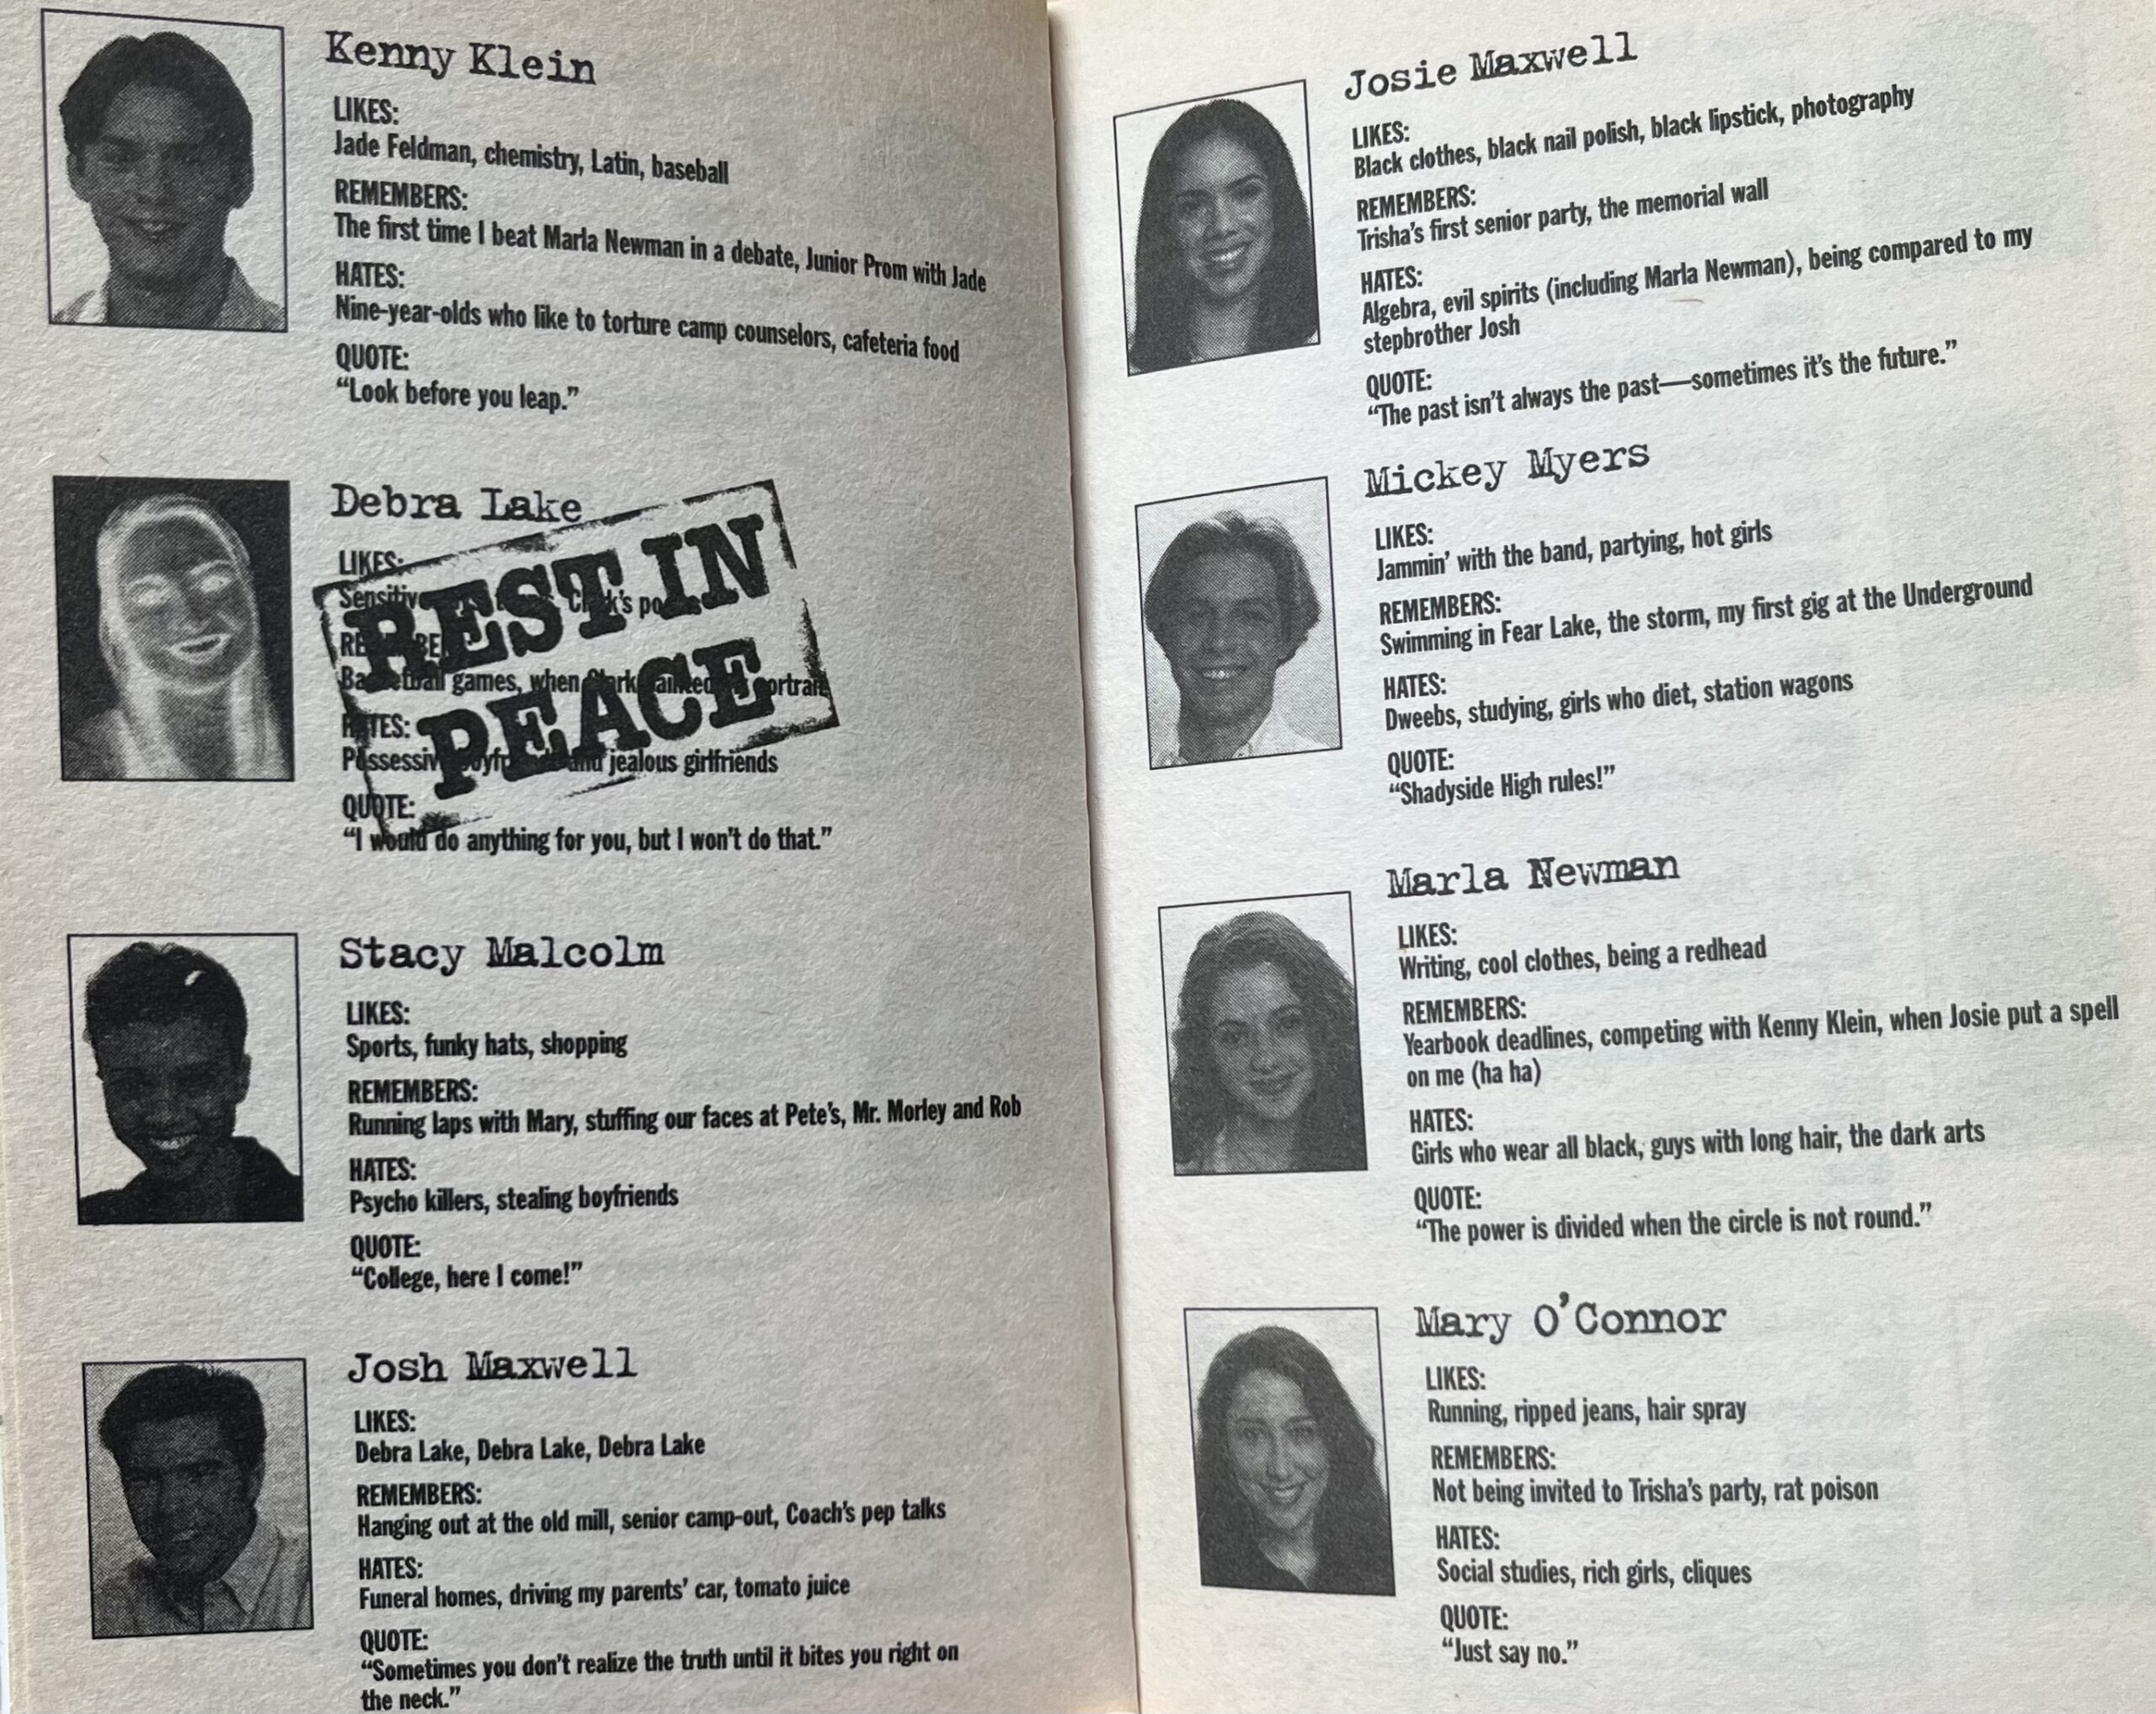 Kenny Klein
LIKES:
Jade Feldman, chemistry, Latin, baseball
REMEMBERS:
The first time I beat Marla Newman in a debate, Junior Prom with Jade
HATES:
Nine-year-olds who like to torture camp counselors, cafeteria food
QUOTE:
“Look before you leap.”
Debra Lake
LIKES:
REST IN
PEACE
games, when
HATES:
jealous girlfriends
QUOTE:
“I would do anything for you, but I won’t do that.”
Stacy Malcolm
LIKES:
Sports, funky hats, shopping
REMEMBERS:
Running laps with Mary, stuffing our faces at Pete’s, Mr. Morley and Rob
HATES:
Psycho killers, stealing boyfriends
QUOTE:
“College, here I come!”
Josh Maxwell
LIKES:
Debra Lake, Debra Lake, Debra Lake
REMEMBERS:
Hanging out at the old mill, senior camp-out, Coach’s pep talks
HATES:
Funeral homes, driving my parents’ car, tomato juice
QUOTE:
“Sometimes you don’t realize the truth until it bites you right on
the neck.”
Josie Maxwell
LIKES:
Black clothes, black nail polish, black lipstick, photography
REMEMBERS:
Trisha’s first senior party, the memorial wall
HATES:
Algebra, evil spirits (including Marla Newman), being compared to my
stepbrother Josh
QUOTE:
“The past isn’t always the past—sometimes it’s the future.”
Mickey Myers
LIKES:
Jammin’ with the band, partying, hot girls
REMEMBERS:
Swimming in Fear Lake, the storm, my first gig at the Underground
HATES:
Dweebs, studying, girls who diet, station wagons
QUOTE:
“Shadyside High rules!”
Marla Newman
LIKES:
Writing, cool clothes, being a redhead
REMEMBERS:
Yearbook deadlines, competing with Kenny Klein, when Josie put a spell
on me (ha ha)
HATES:
Girls who wear all black, guys with long hair, the dark arts
QUOTE:
“The power is divided when the circle is not round.”
Mary O’Connor
LIKES:
Running, ripped jeans, hair spray
REMEMBERS:
Not being invited to Trisha’s party, rat poison
HATES:
Social studies, rich girls, cliques
QUOTE:
“Just say no.”